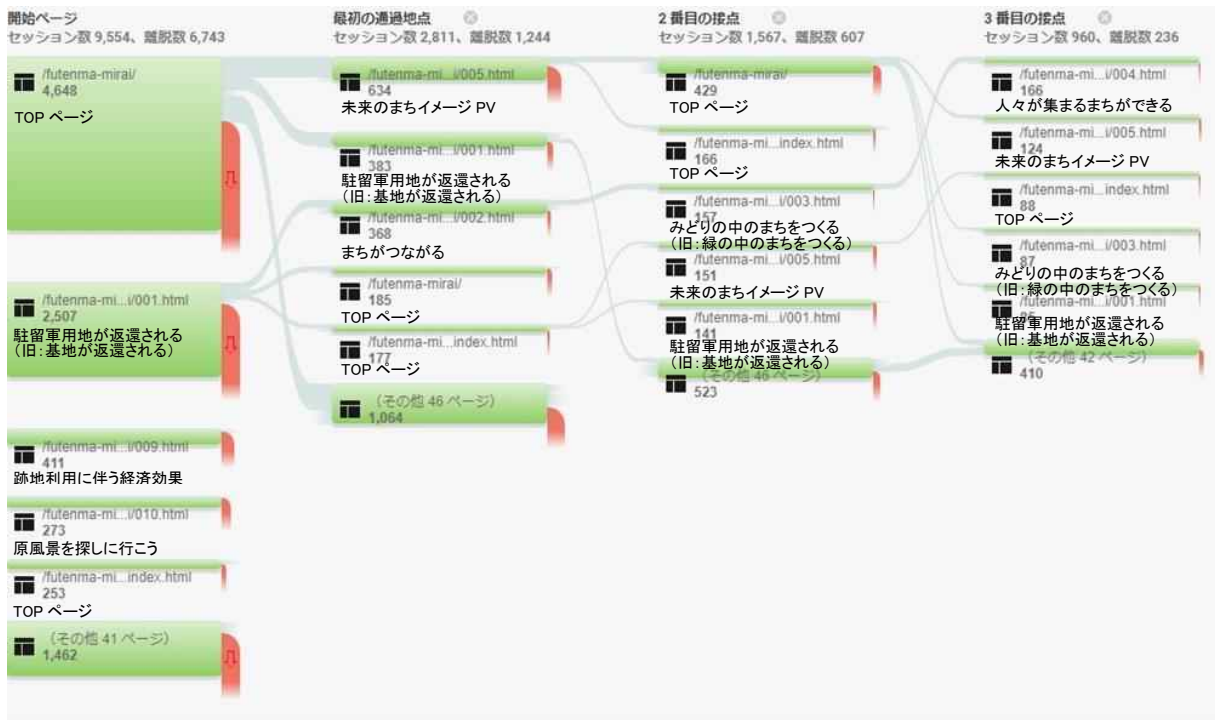 開始ページ
セッション数 9,554、離脱数 6,743
/futenma-mirai/
4,648
TOP ページ
/futenma-mi...i/001.html
2,507
駐留軍用地が返還される
（旧：基地が返還される）
/futenma-mi...i/009.html
411
跡地利用に伴う経済効果
/futenma-mi...i/010.html
273
原風景を探しに行こう
/futenma-mi...index.html
253
TOP ページ
（その他 41 ページ）
1,462
最初の通過地点
セッション数 2,811、離脱数 1,244
/futenma-mi...i/005.html
634
未来のまちイメージ PV
/futenma-mi...i/001.html
383
駐留軍用地が返還される
（旧：基地が返還される）
/futenma-mi...i/002.html
368
まちがつながる
/futenma-mirai/
185
TOP ページ
/futenma-mi...index.html
177
TOP ページ
（その他 46 ページ）
1,064
2 番目の接点
セッション数 1,567、離脱数 607
/futenma-mirai/
429
TOP ページ
/futenma-mi...index.html
166
TOP ページ
/futenma-mi...i/003.html
157
みどりの中のまちをつくる
（旧：緑の中のまちをつくる）
/futenma-mi...i/005.html
151
未来のまちイメージ PV
/futenma-mi...i/001.html
141
駐留軍用地が返還される
（旧：基地が返還される）
（その他 46 ページ）
523
3 番目の接点
セッション数 960、離脱数 236
/futenma-mi...i/004.html
166
人々が集まるまちができる
/futenma-mi...i/005.html
124
未来のまちイメージ PV
/futenma-mi...index.html
88
TOP ページ
/futenma-mi...i/003.html
87
みどりの中のまちをつくる
（旧：緑の中のまちをつくる）
/futenma-mi...i/001.html
駐留軍用地が返還される
（旧：基地が返還される）
（その他 42 ページ）
410